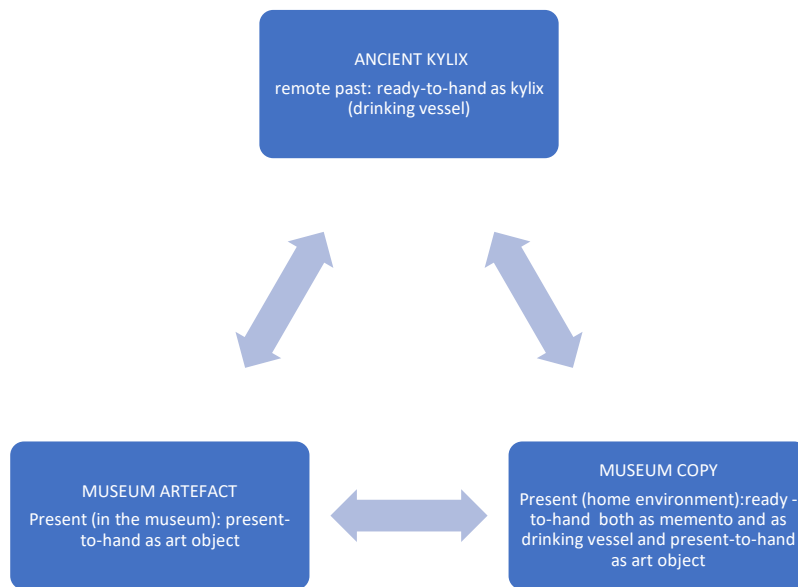 ANCIENT KYLIX
remote past: ready-to-hand as kylix
(drinking vessel)
MUSEUM ARTEFACT
Present (in the museum): present-
to-hand as art object
MUSEUM COPY
Present (home environment):ready -
to-hand  both as memento and as
drinking vessel and present-to-hand
as art object